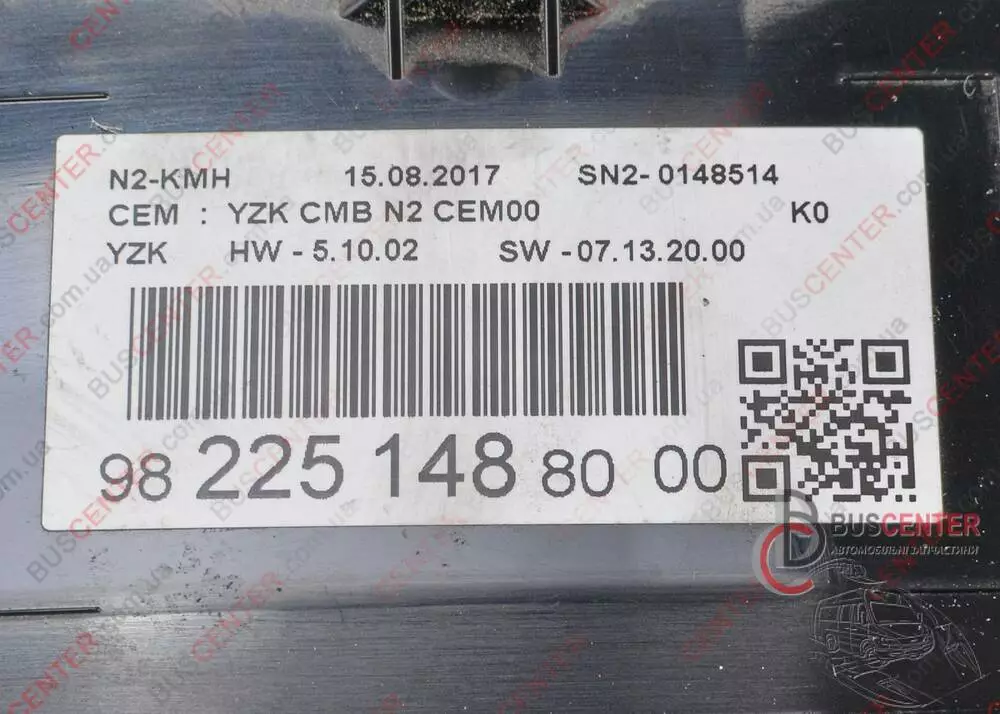 N2-KMH 15.08.2017 SN2- 0148514
CEM : YZK CMB N2 CEM00 K0
YZK HW - 5.10.02 SW -07.13.20.00
98 225 148 80 00
BUSCENTER
АВТОМОБІЛЬНІ ЗАПЧАСТИНИ